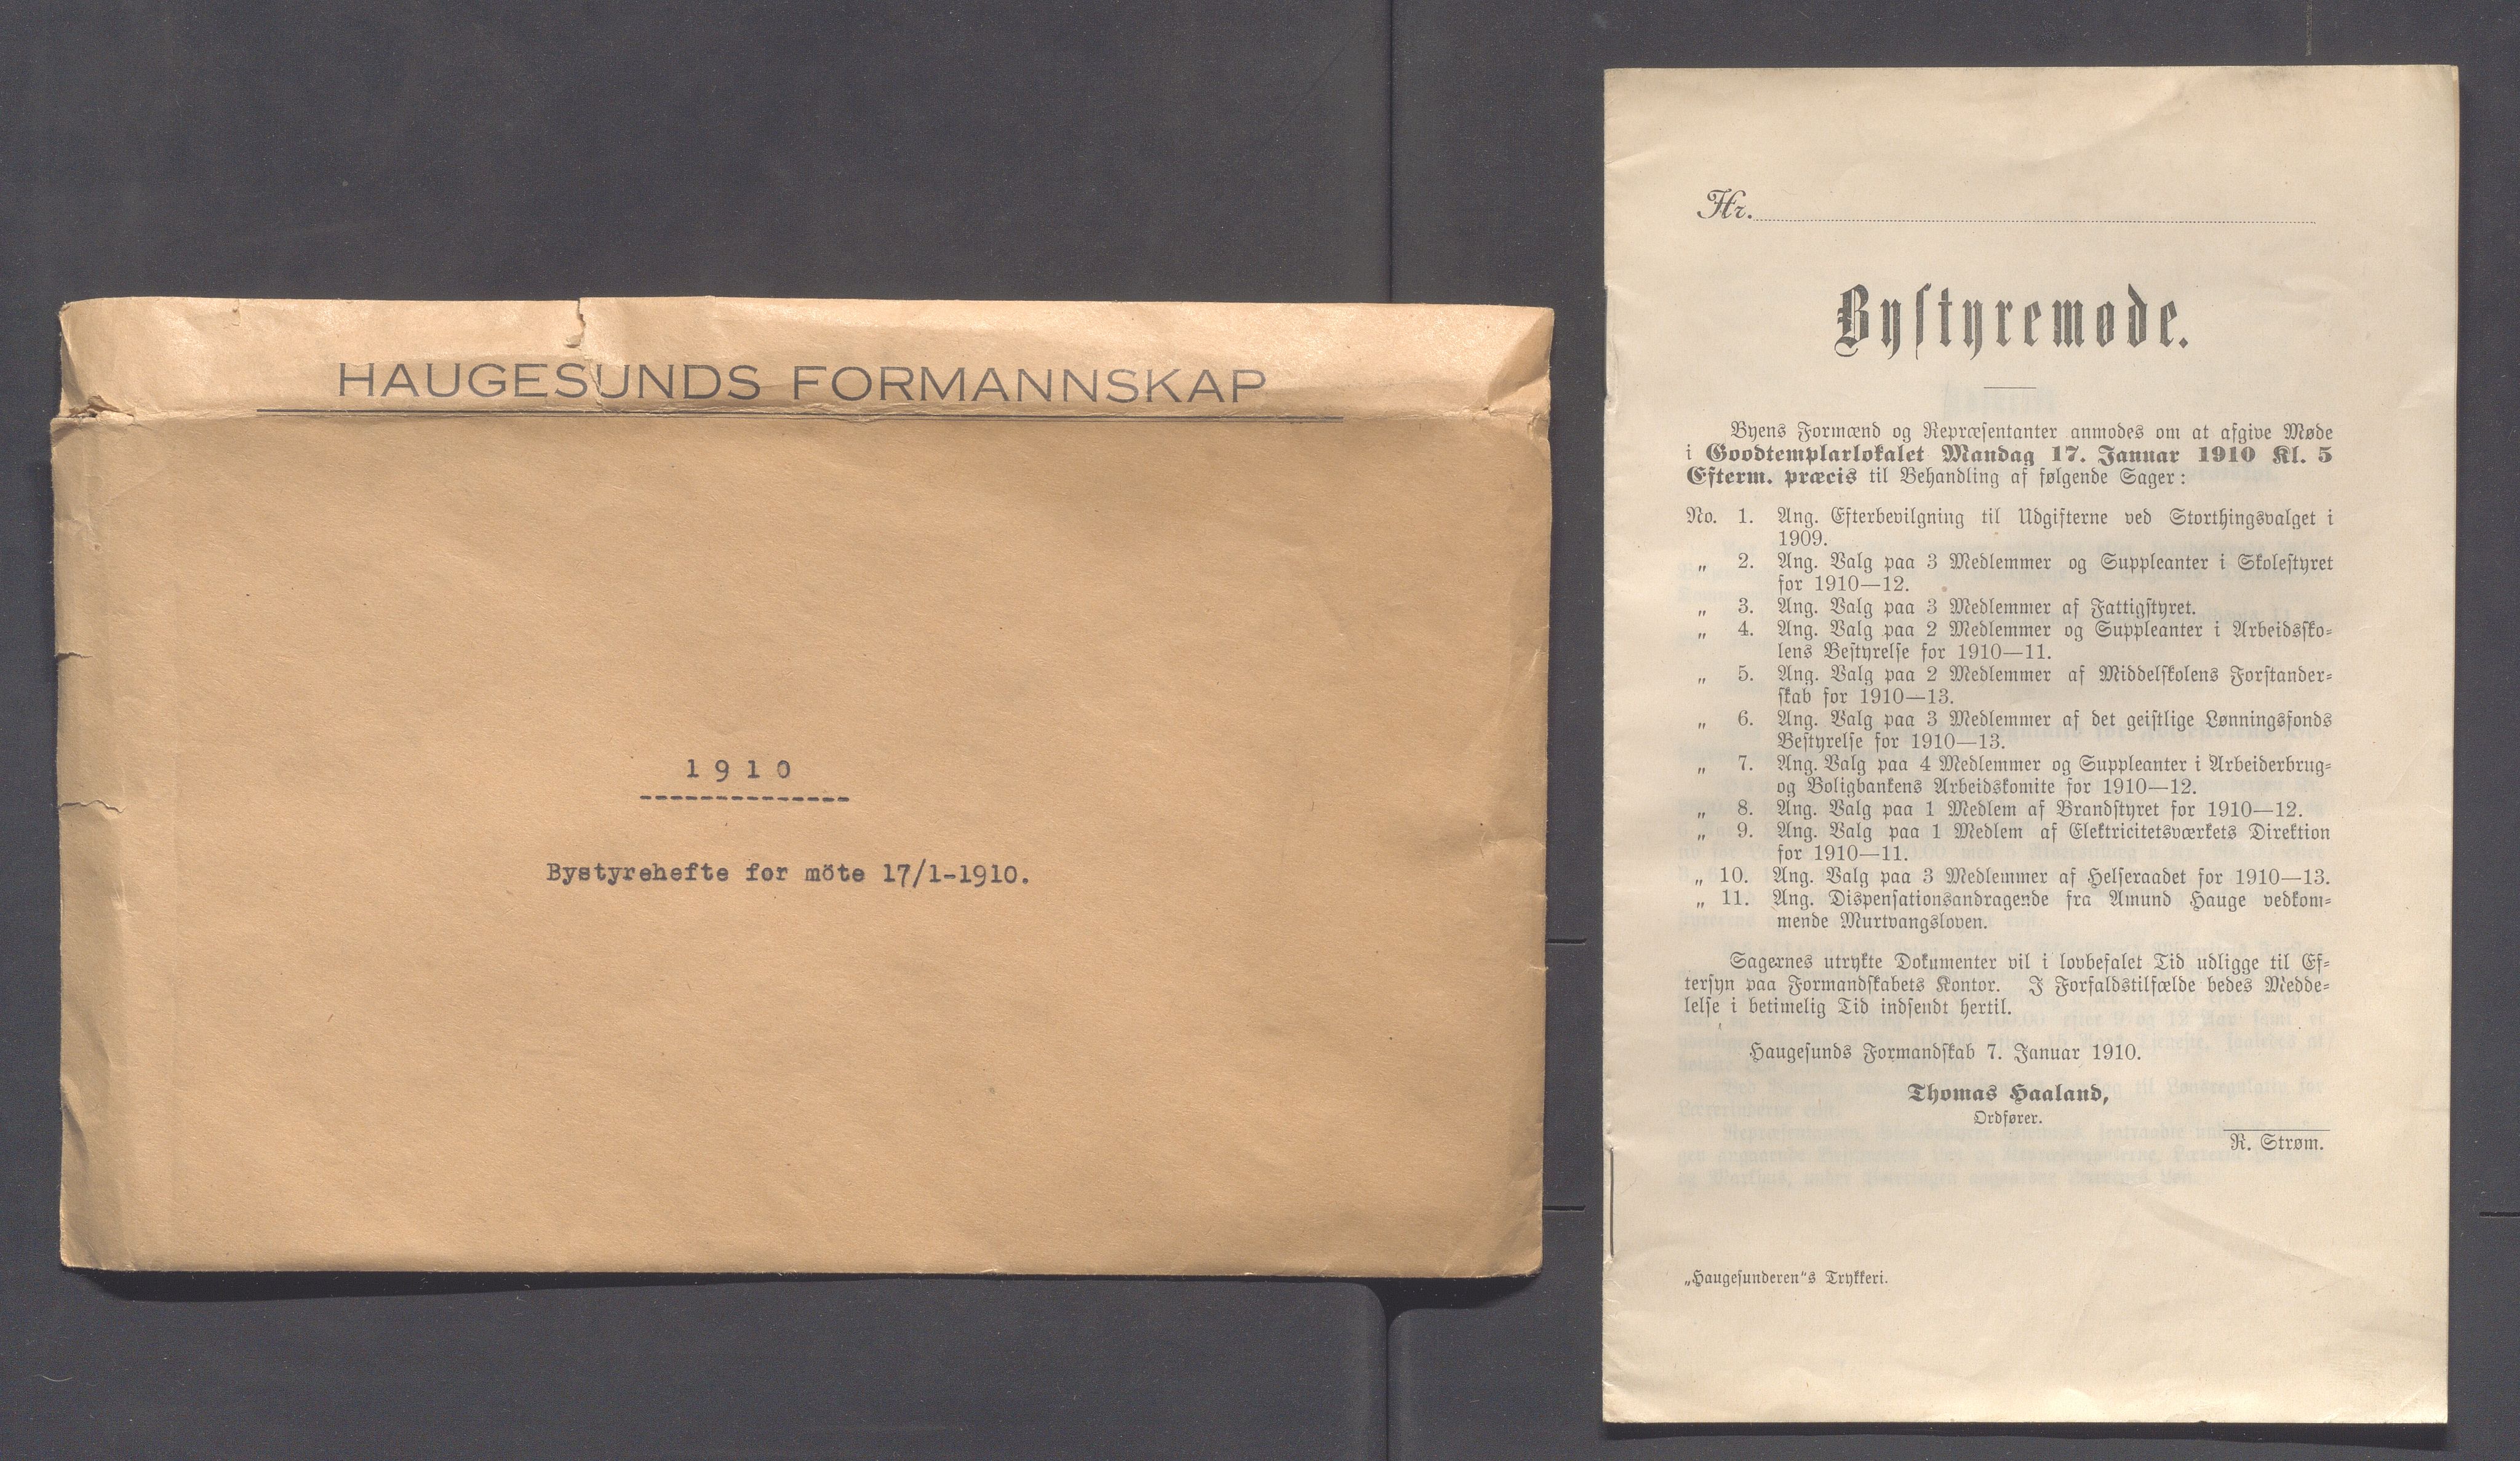 HAUGESUNDS FORMANNSKAP
1910
Bystyrehefte for möte 17/1-1910.
Hr.
Bystyremøde.
Byens Formænd og Repræsentanter anmodes om at afgive Møde
i Goodtemplarlokalet Mandag 17. Januar 1910 Kl. 5
Efterm. præcis til Behandling af følgende Sager:
No. 1. Ang. Efterbevilgning til Udgifterne ved Storthingsvalget i
1909.
„ 2. Ang. Valg paa 3 Medlemmer og Suppleanter i Skolestyret
for 1910—12.
„ 3. Ang. Valg paa 3 Medlemmer af Fattigstyret.
„ 4. Ang. Valg paa 2 Medlemmer og Suppleanter i Arbeidssko-
lens Bestyrelse for 1910—11.
„ 5. Ang. Valg paa 2 Medlemmer af Middelskolens Forstander-
skab for 1910—13.
„ 6. Ang. Valg paa 3 Medlemmer af det geistlige Lønningsfonds
Bestyrelse for 1910—13.
„ 7. Ang. Valg paa 4 Medlemmer og Suppleanter i Arbeiderbrug-
og Boligbankens Arbeidskomite for 1910—12.
„ 8. Ang. Valg paa 1 Medlem af Brandstyret for 1910—12.
„ 9. Ang. Valg paa 1 Medlem af Elektricitetsværkets Direktion
for 1910—11.
„ 10. Ang. Valg paa 3 Medlemmer af Helseraadet for 1910—13.
„ 11. Ang. Dispensationsandragende fra Amund Hauge vedkom-
mende Murtvangsloven.
Sagernes utrykte Dokumenter vil i lovbefalet Tid udligge til Ef-
tersyn paa Formandskabets Kontor. I Forfaldstilfælde bedes Medde-
lelse i betimelig Tid indsendt hertil.
Haugesunds Formandskab 7. Januar 1910.
Thomas Haaland,
Ordfører.
R. Strøm.
„Haugesunderen"s Trykkeri.